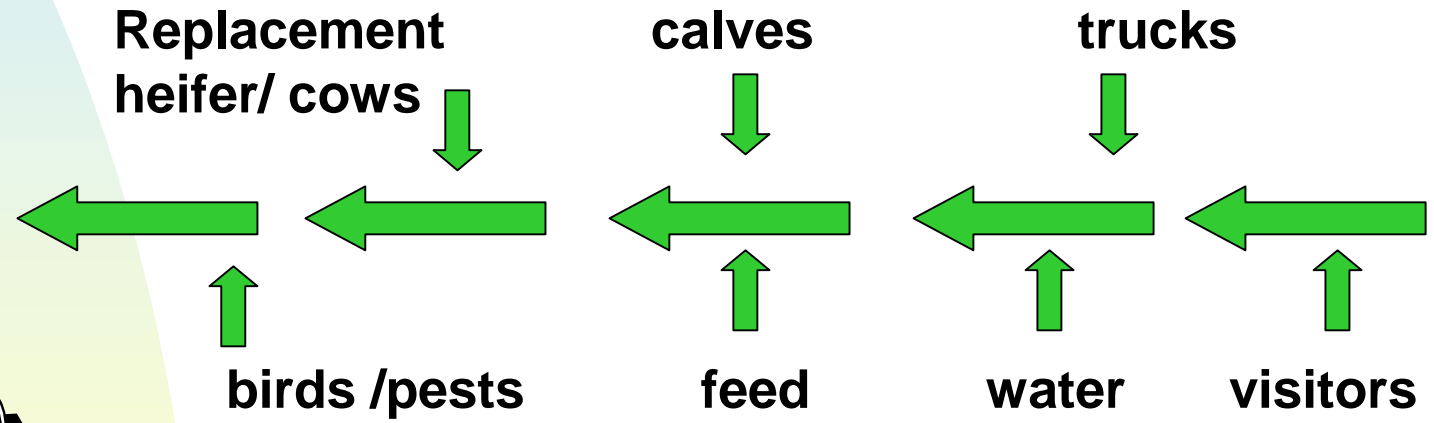 Replacement
heifer/ cows
calves
trucks
birds /pests
feed
water
visitors